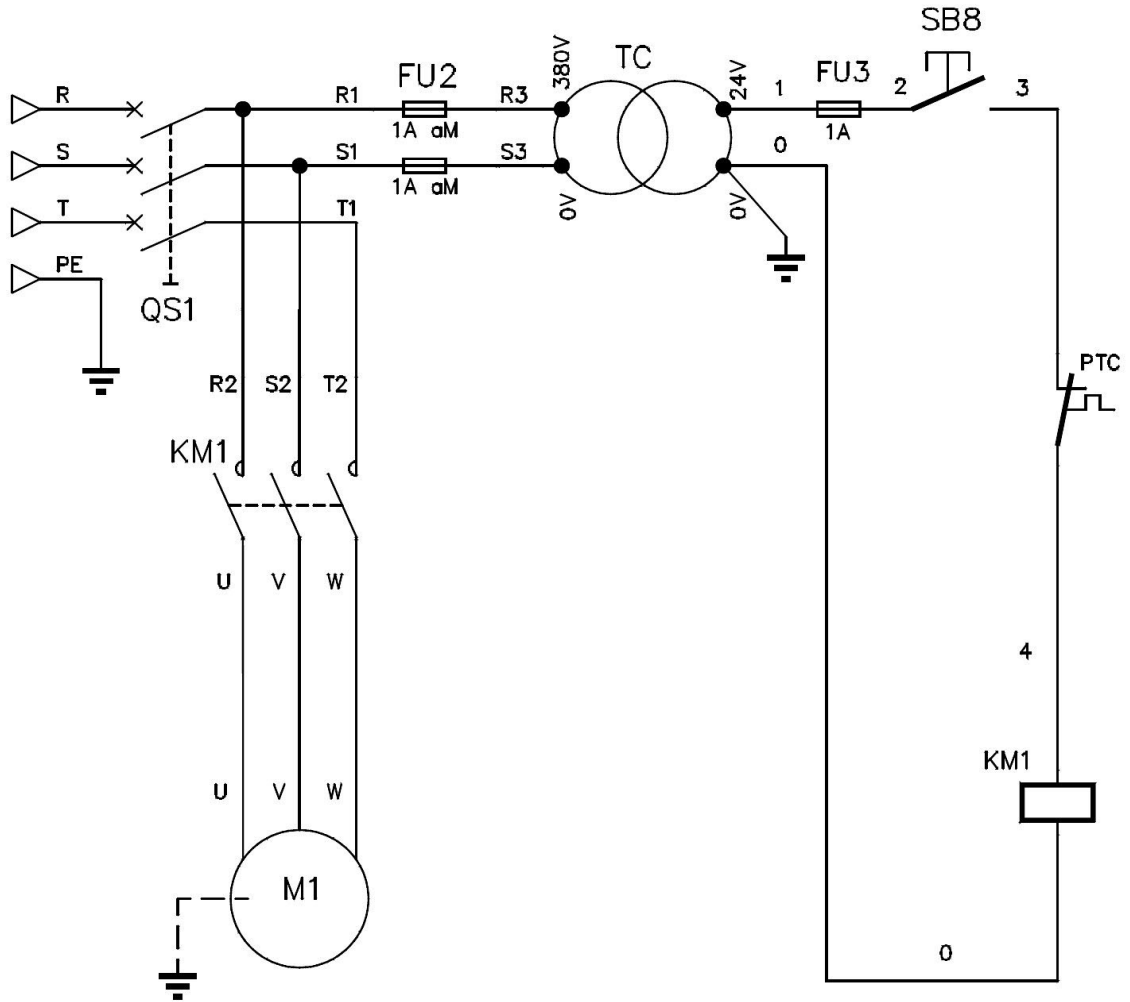 SB8
380V
TC
24V
FU2
FU3
R
R1
R3
1
2
3
1A aM
1A
S
S1
S3
0
1A aM
0V
0V
T
T1
PE
QS1
PTC
R2
S2
T2
KM1
U
V
W
4
KM1
U
V
W
M1
0